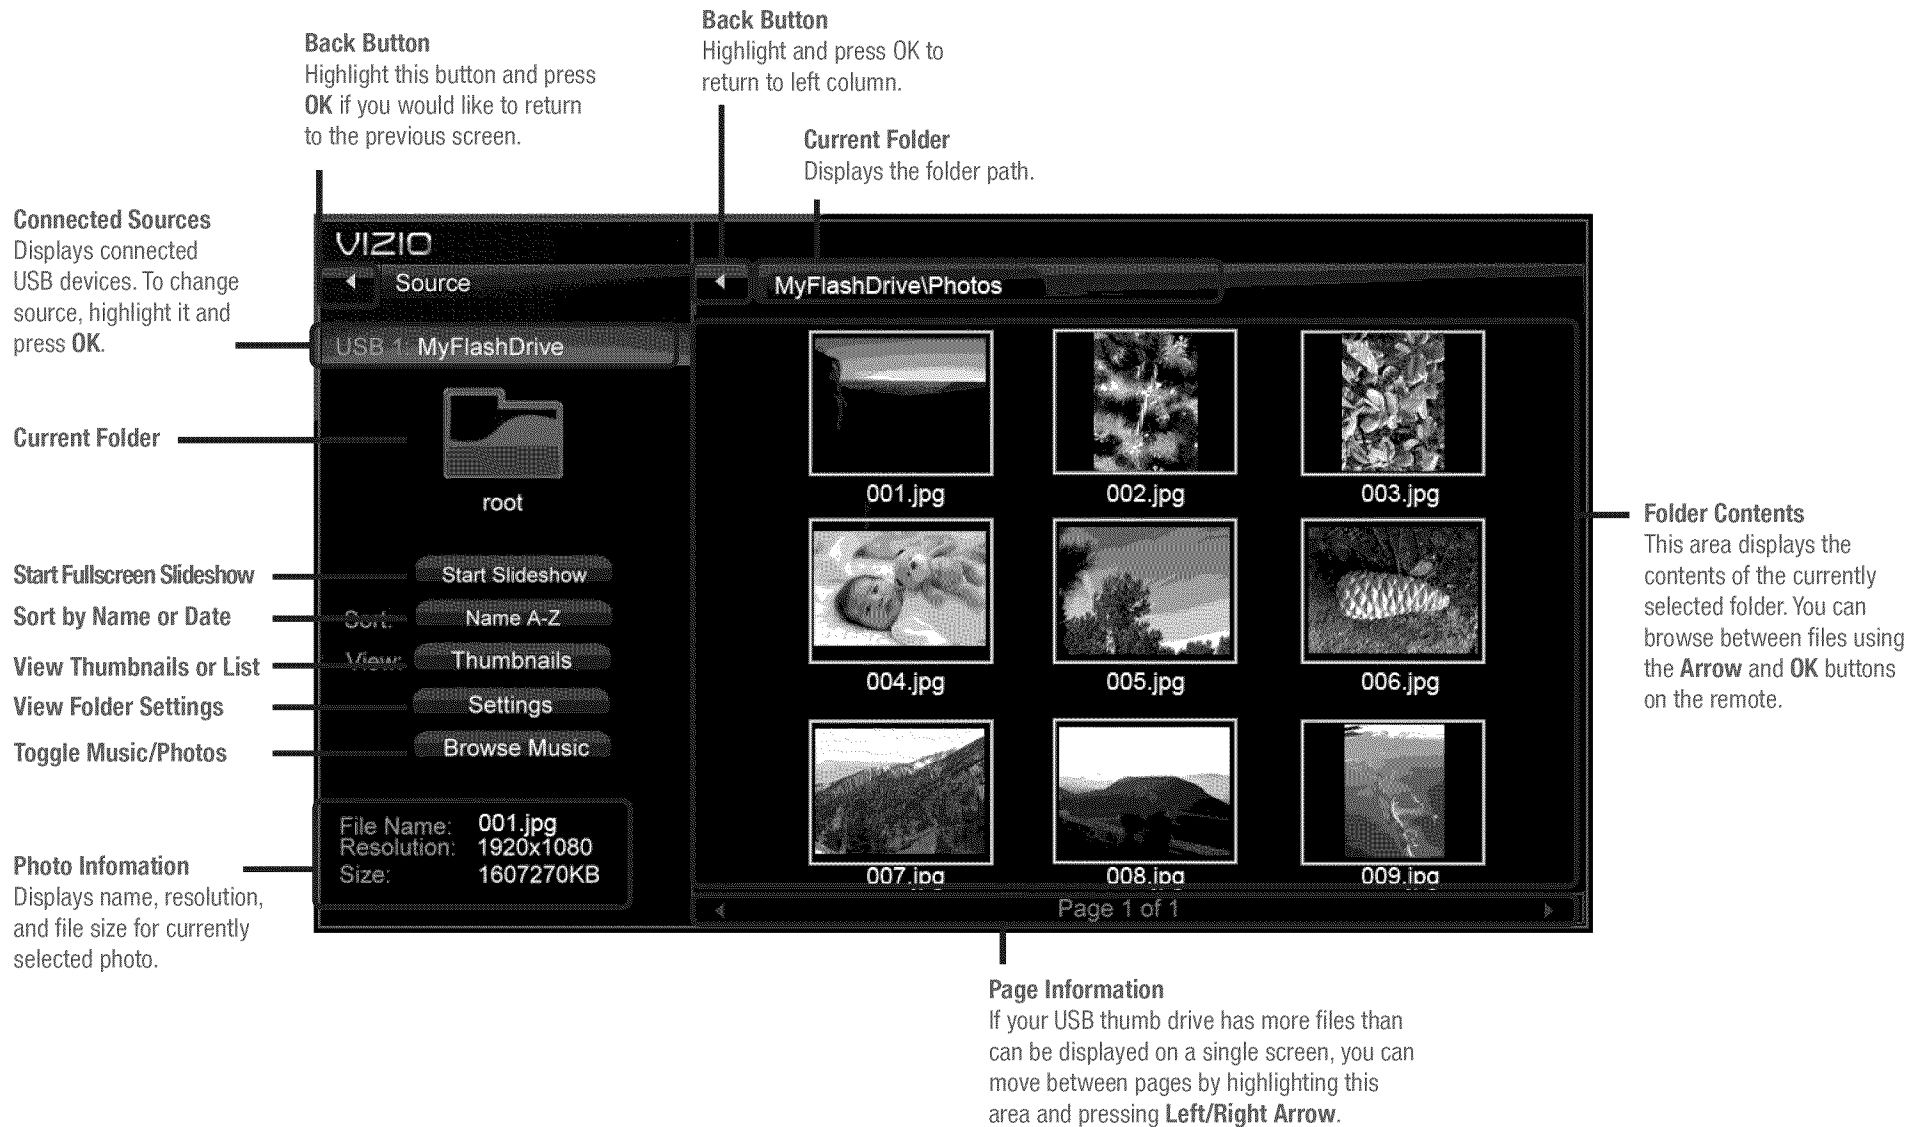 Back Button
Highlight this button and press
OK if you would like to return
to the previous screen.
Back Button
Highlight and press OK to
return to left column.
Current Folder
Displays the folder path.
Connected Sources
Displays connected
USB devices. To change
source, highlight it and
press OK.
Current Folder
Start Fullscreen Slideshow
Sort by Name or Date
View Thumbnails or List
View Folder Settings
Toggle Music/Photos
Photo Infomation
Displays name, resolution,
and file size for currently
selected photo.
VIZIO
Source
USB 1: MyFlashDrive
root
Start Slideshow
Sort: Name A-Z
View: Thumbnails
Settings
Browse Music
File Name: 001.jpg
Resolution: 1920x1080
Size: 1607270KB
MyFlashDrive\Photos
001.jpg 002.jpg 003.jpg
004.jpg 005.jpg 006.jpg
007.jpg 008.jpg 009.jpg
Page 1 of 1
Folder Contents
This area displays the
contents of the currently
selected folder. You can
browse between files using
the Arrow and OK buttons
on the remote.
Page Information
If your USB thumb drive has more files than
can be displayed on a single screen, you can
move between pages by highlighting this
area and pressing Left/Right Arrow.